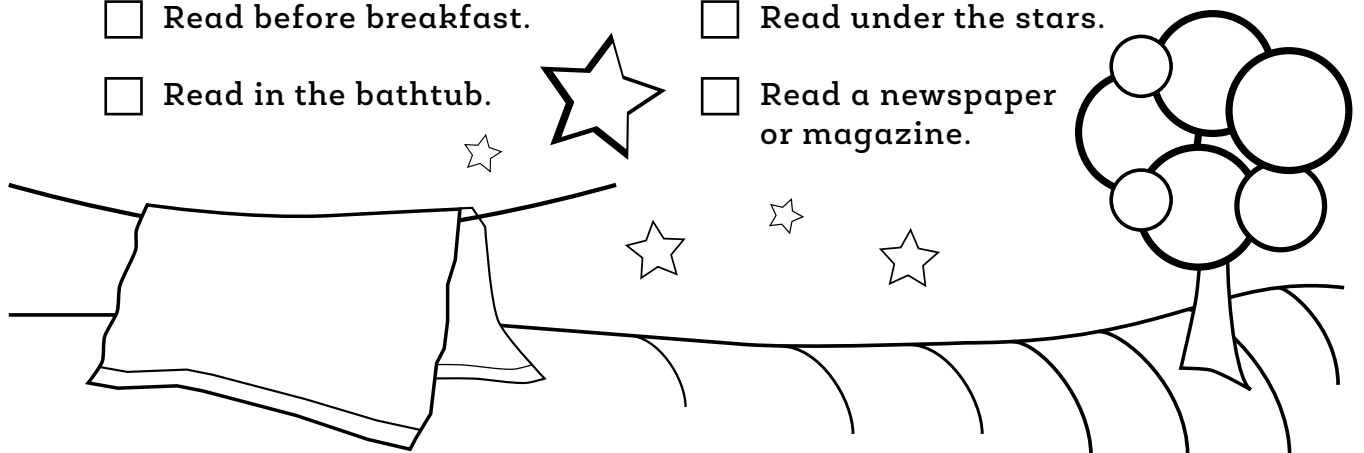 Read before breakfast.
Read under the stars.
Read in the bathtub.
Read a newspaper
or magazine.